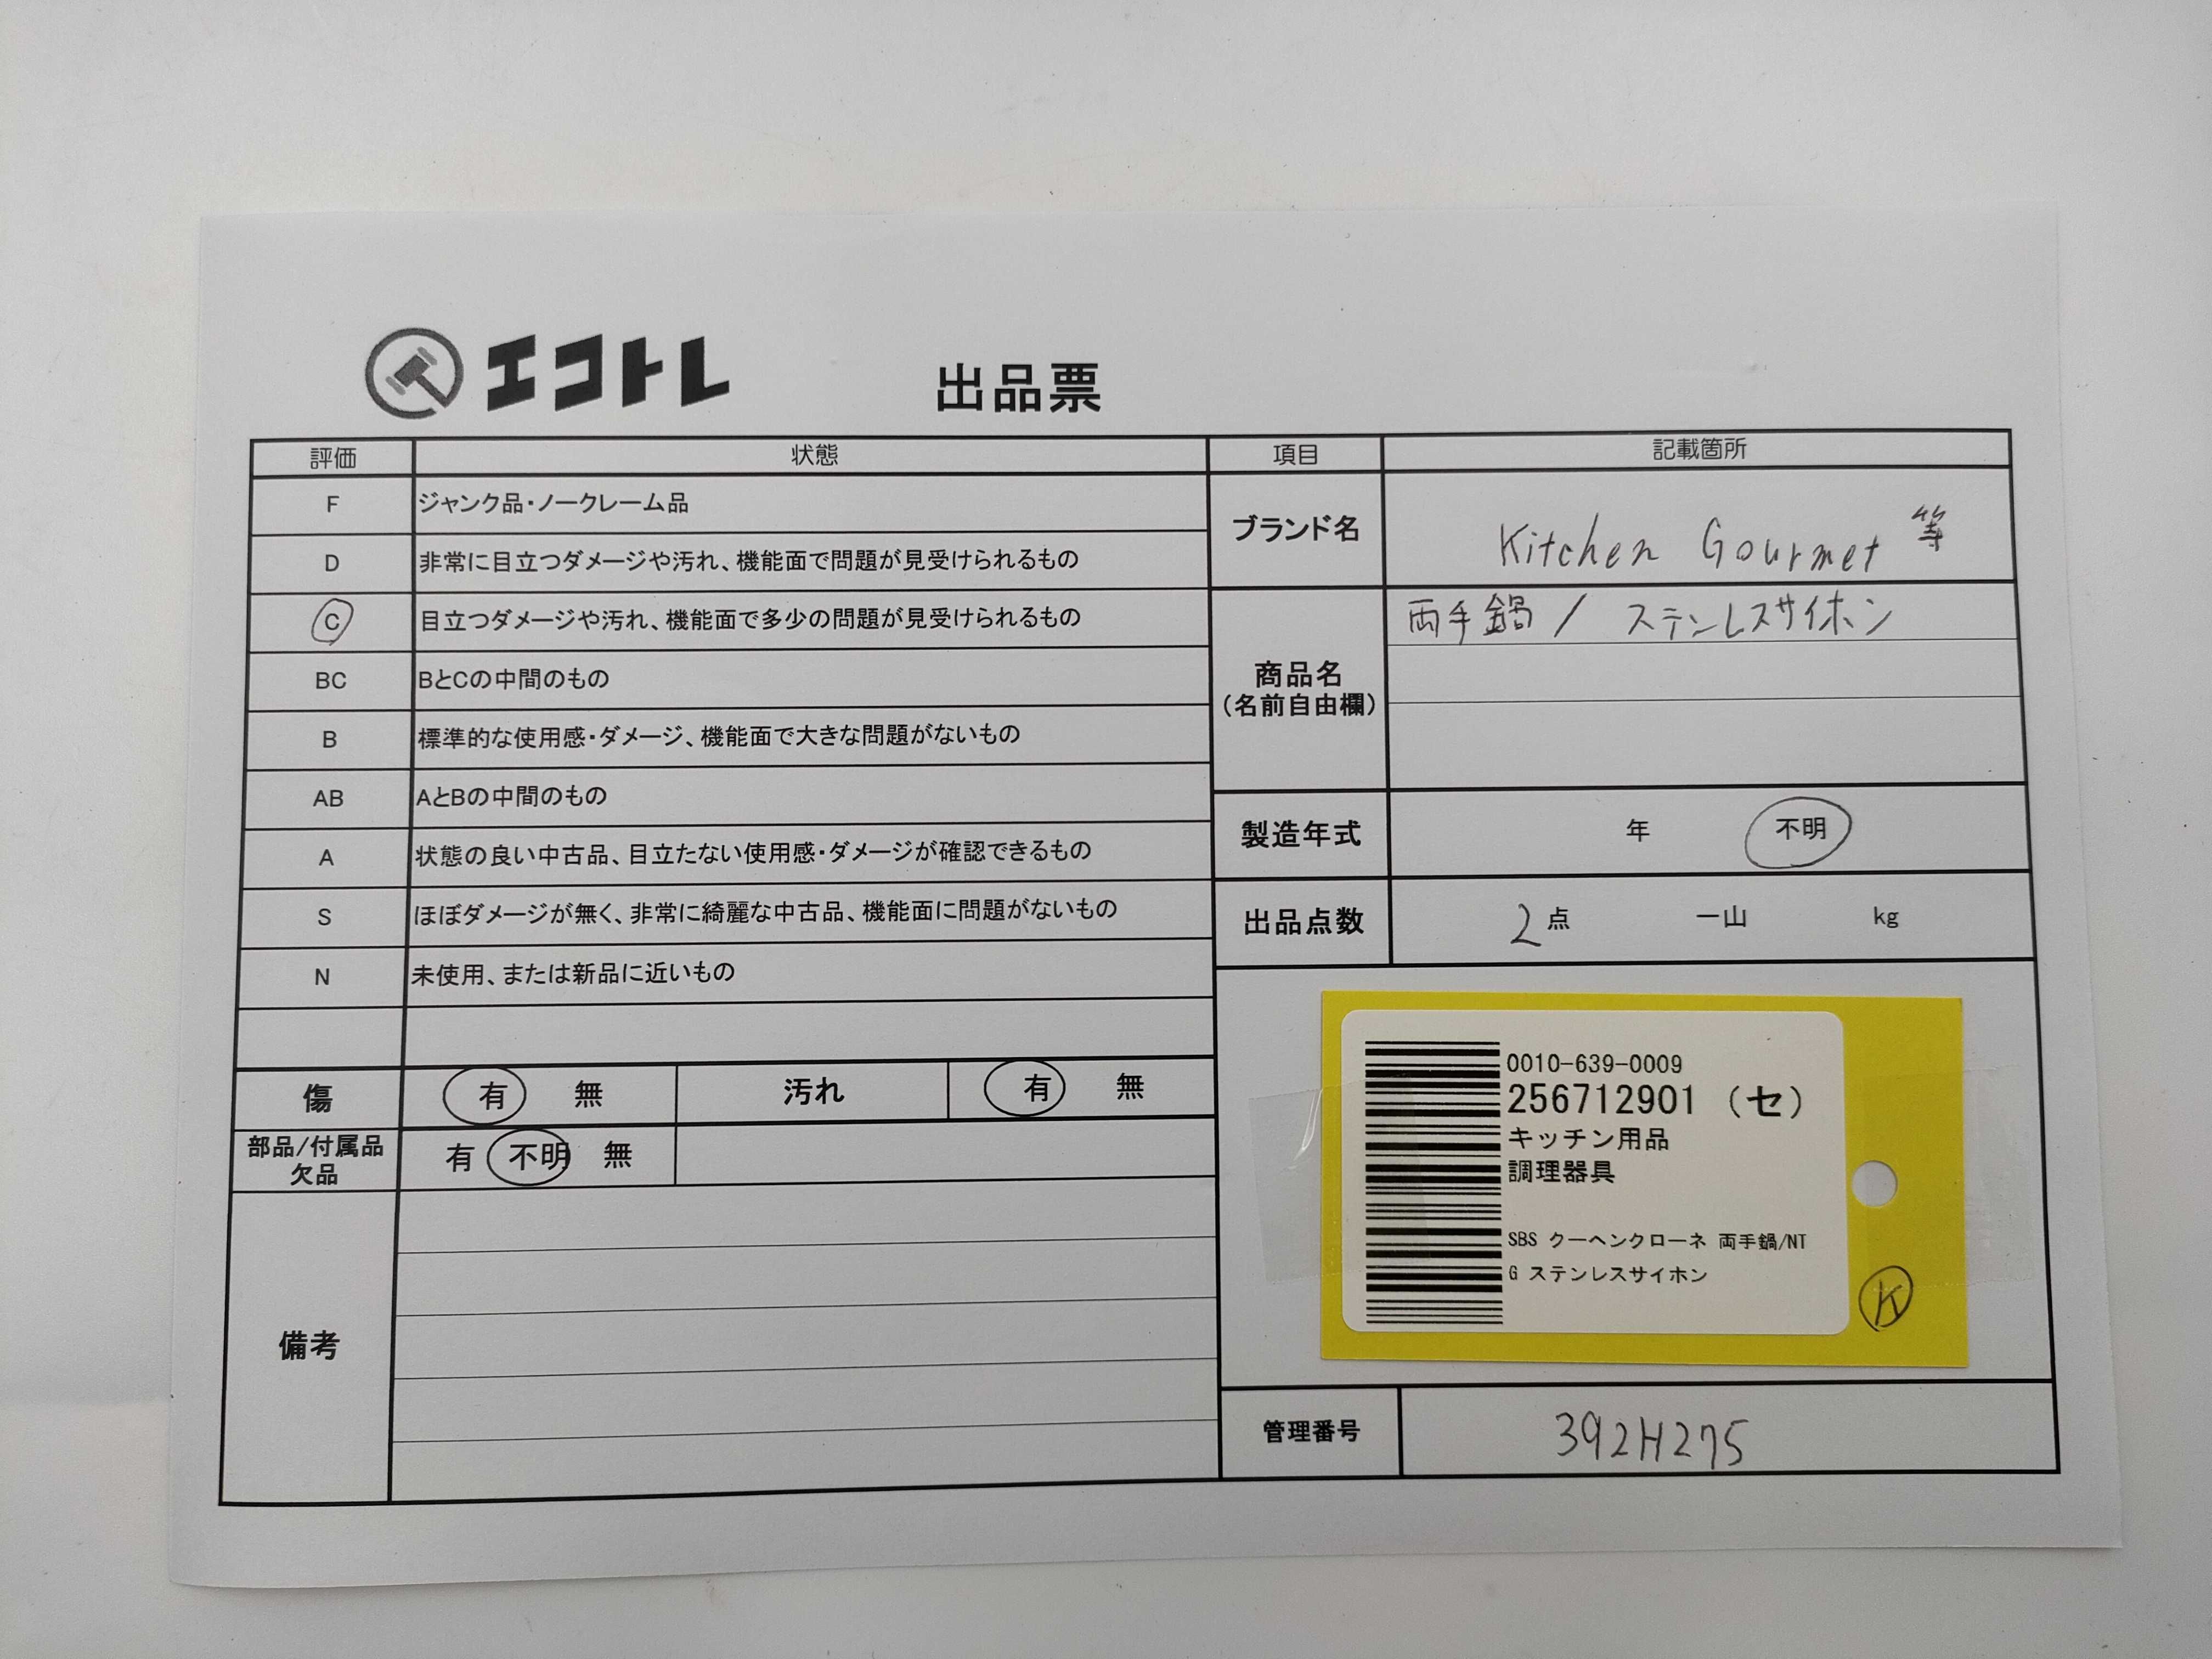 エコトレ
出品票
評価 状態
F ジャンク品・ノークレーム品
D 非常に目立つダメージや汚れ、機能面で問題が見受けられるもの
C 目立つダメージや汚れ、機能面で多少の問題が見受けられるもの
BC BとCの中間のもの
B 標準的な使用感・ダメージ、機能面で大きな問題がないもの
AB AとBの中間のもの
A 状態の良い中古品、目立たない使用感・ダメージが確認できるもの
S ほぼダメージが無く、非常に綺麗な中古品、機能面に問題がないもの
N 未使用、または新品に近いもの
傷 有 無 汚れ 有 無
部品/付属品
欠品
有 不明 無
備考
項目 記載箇所
ブランド名 Kitchen Gourmet 等
商品名
(名前自由欄)
両手鍋 / ステンレスサイホン
製造年式 年 不明
出品点数 2 点 一山 kg
0010-639-0009
256712901 (セ)
キッチン用品
調理器具
SBS クーヘンクローネ 両手鍋/NT
G ステンレスサイホン
K
管理番号 392H275